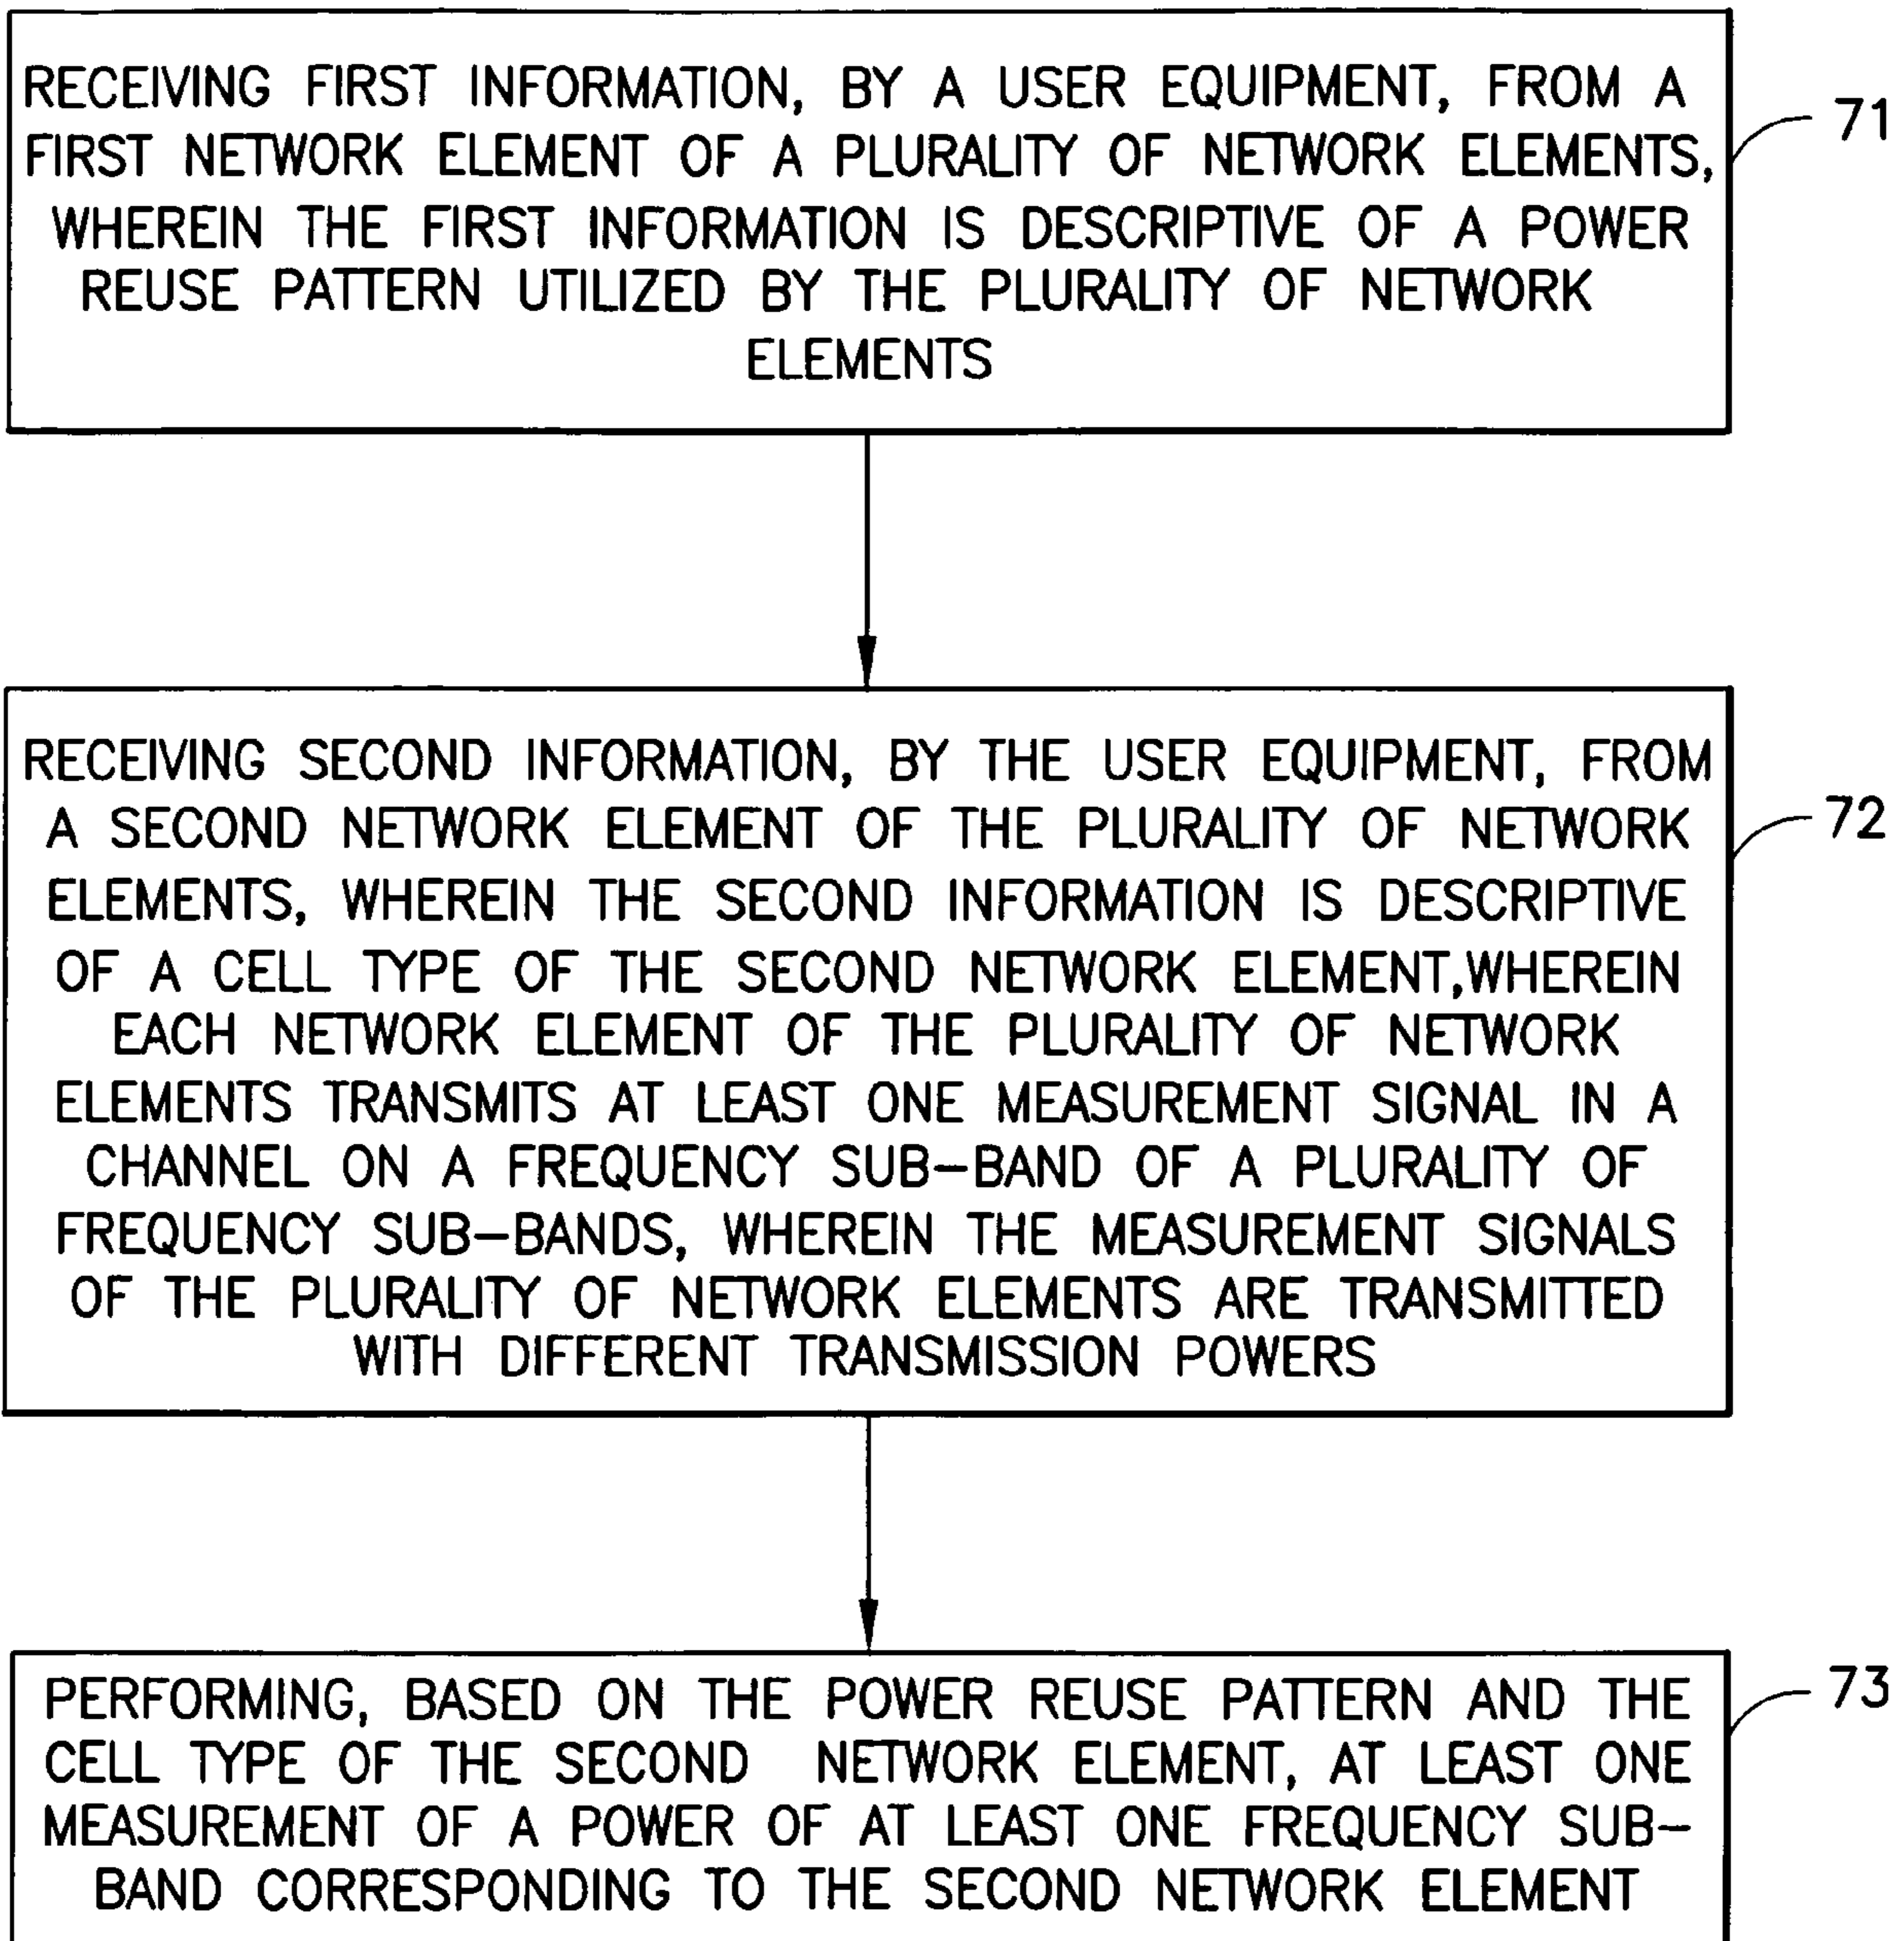 RECEIVING FIRST INFORMATION, BY A USER EQUIPMENT, FROM A
FIRST NETWORK ELEMENT OF A PLURALITY OF NETWORK ELEMENTS,
WHEREIN THE FIRST INFORMATION IS DESCRIPTIVE OF A POWER
REUSE PATTERN UTILIZED BY THE PLURALITY OF NETWORK
ELEMENTS
71
RECEIVING SECOND INFORMATION, BY THE USER EQUIPMENT, FROM
A SECOND NETWORK ELEMENT OF THE PLURALITY OF NETWORK
ELEMENTS, WHEREIN THE SECOND INFORMATION IS DESCRIPTIVE
OF A CELL TYPE OF THE SECOND NETWORK ELEMENT,WHEREIN
EACH NETWORK ELEMENT OF THE PLURALITY OF NETWORK
ELEMENTS TRANSMITS AT LEAST ONE MEASUREMENT SIGNAL IN A
CHANNEL ON A FREQUENCY SUB-BAND OF A PLURALITY OF
FREQUENCY SUB-BANDS, WHEREIN THE MEASUREMENT SIGNALS
OF THE PLURALITY OF NETWORK ELEMENTS ARE TRANSMITTED
WITH DIFFERENT TRANSMISSION POWERS
72
PERFORMING, BASED ON THE POWER REUSE PATTERN AND THE
CELL TYPE OF THE SECOND NETWORK ELEMENT, AT LEAST ONE
MEASUREMENT OF A POWER OF AT LEAST ONE FREQUENCY SUB-
BAND CORRESPONDING TO THE SECOND NETWORK ELEMENT
73